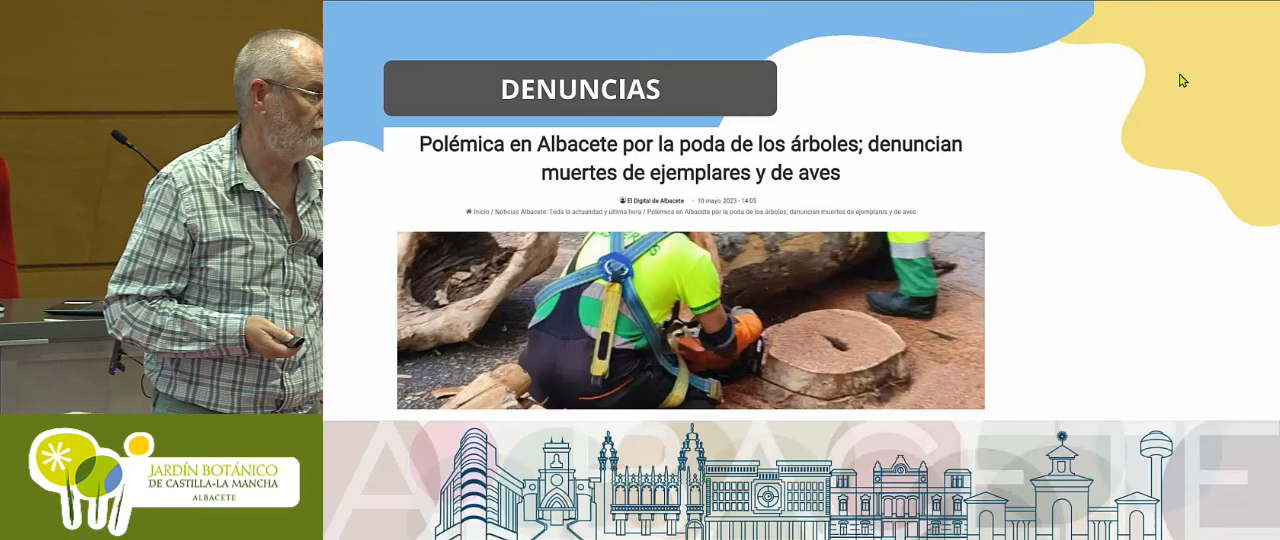 DENUNCIAS
Polémica en Albacete por la poda de los árboles; denuncian
muertes de ejemplares y de aves
El Digital de Albacete - 10 mayo, 2023 - 14:05
Inicio / Noticias Albacete: Toda la actualidad y última hora / Polémica en Albacete por la poda de los árboles; denuncian muertes de ejemplares y de aves
JARDÍN BOTÁNICO
DE CASTILLA-LA MANCHA
ALBACETE
ALBACETE